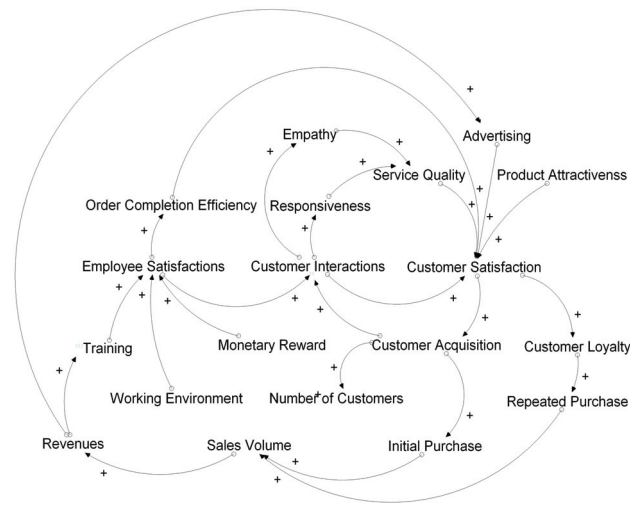 +
Empathy
+
Advertising
+
+
Service Quality
Product Attractivenss
+
Order Completion Efficiency
Responsiveness
+
+
+
+
+
+
Employee Satisfactions
Customer Interactions
Customer Satisfaction
+
+
+
+
+
+
+
+
Training
Monetary Reward
Customer Acquisition
Customer Loyalty
+
+
+
Working Environment
Number of Customers
+
Repeated Purchase
+
Revenues
Sales Volume
Initial Purchase
+
+
+